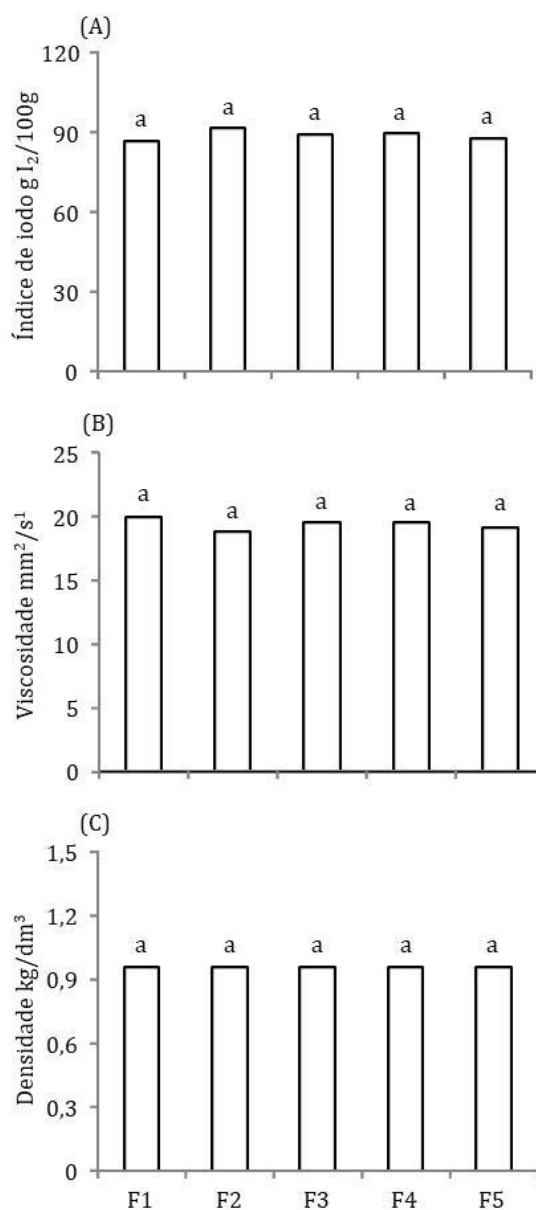 (A)
Índice de iodo g I₂/100g
120
90
60
30
0
a a a a a
(B)
Viscosidade mm²/s¹
25
20
15
10
5
0
a a a a a
(C)
Densidade kg/dm³
1,5
1,2
0,9
0,6
0,3
0
a a a a a
F1 F2 F3 F4 F5